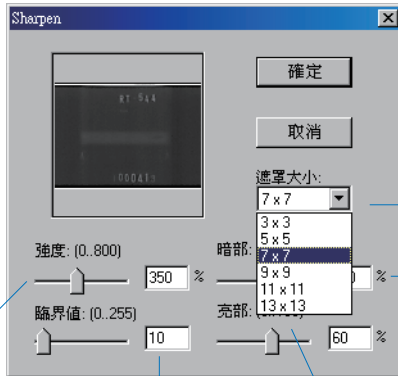 Sharpen
RT-544
確定
取消
遮罩大小:
7 x 7
3 x 3
5 x 5
7 x 7
9 x 9
11 x 11
13 x 13
強度: (0..800)
350 %
暗部:
%
臨界值: (0..255)
10
亮部:
60 %